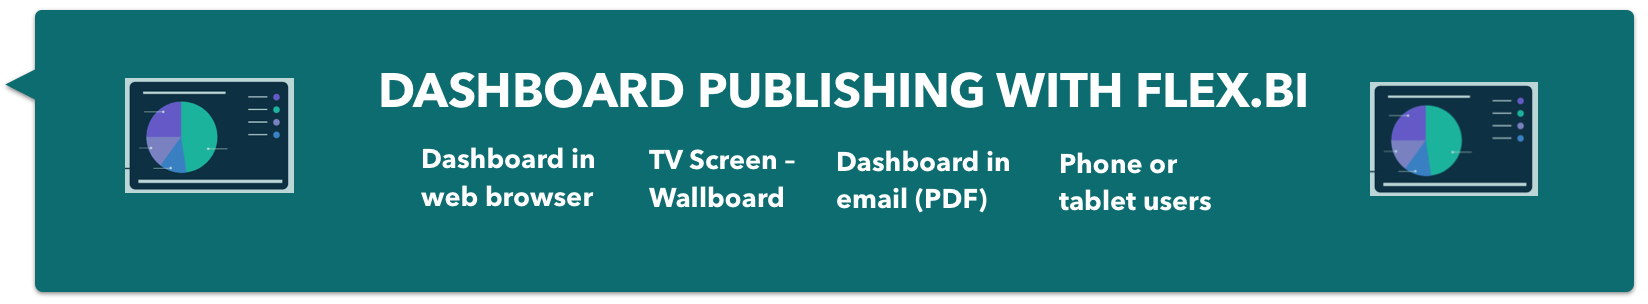 DASHBOARD PUBLISHING WITH FLEX.BI
Dashboard in
web browser
TV Screen –
Wallboard
Dashboard in
email (PDF)
Phone or
tablet users